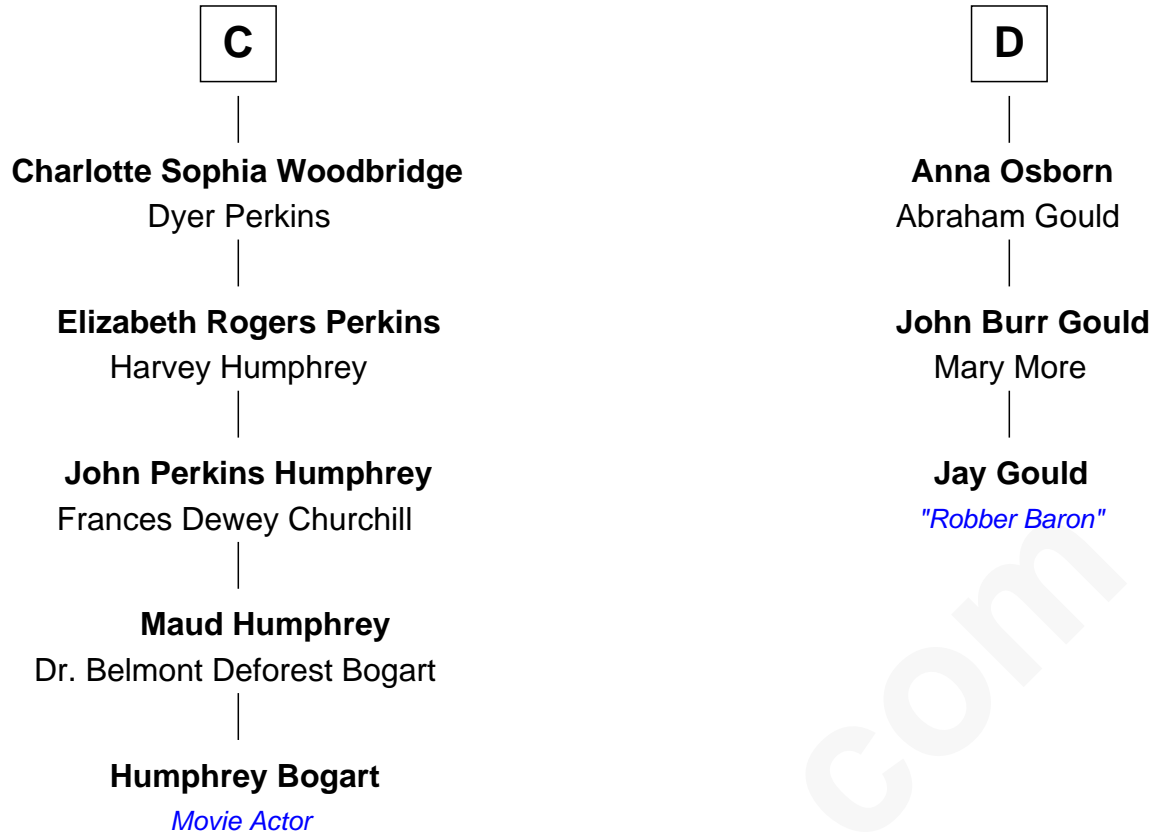 C
Charlotte Sophia Woodbridge
Dyer Perkins
Elizabeth Rogers Perkins
Harvey Humphrey
John Perkins Humphrey
Frances Dewey Churchill
Maud Humphrey
Dr. Belmont Deforest Bogart
Humphrey Bogart
Movie Actor
D
Anna Osborn
Abraham Gould
John Burr Gould
Mary More
Jay Gould
"Robber Baron"
com